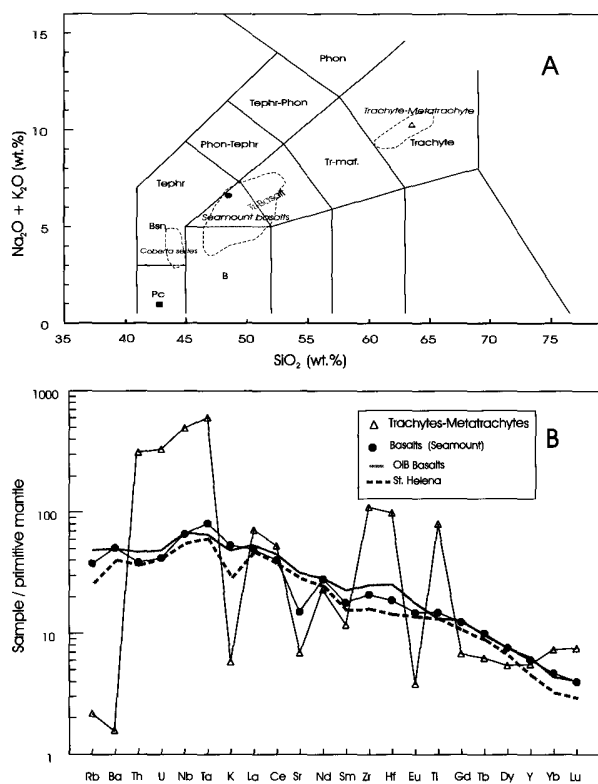 A
Na₂O + K₂O (wt.%)
15
10
5
0
Phon
Tephr-Phon
Trachyte-Metatrachyte
Phon-Tephr
Trachyte
Tr-maf.
Tephr
Seamount basalts
Bsn
Coberta series
B
Pc
35 40 45 50 55 60 65 70 75
SiO₂ (wt.%)
B
Sample / primitive mantle
1000
100
10
1
Trachytes-Metatrachytes
Basalts (Seamount)
OIB Basalts
St. Helena
Rb Ba Th U Nb Ta K La Ce Sr Nd Sm Zr Hf Eu Ti Gd Tb Dy Y Yb Lu